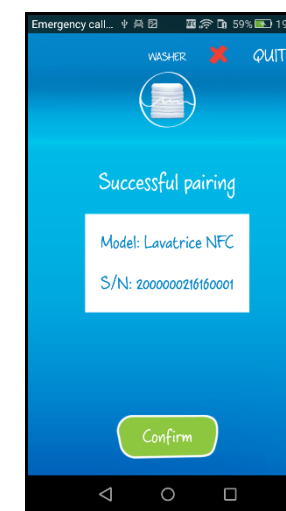 Emergency call... 59% 19
WASHER QUIT
Successful pairing
Model: Lavatrice NFC
S/N: 2000000216160001
Confirm